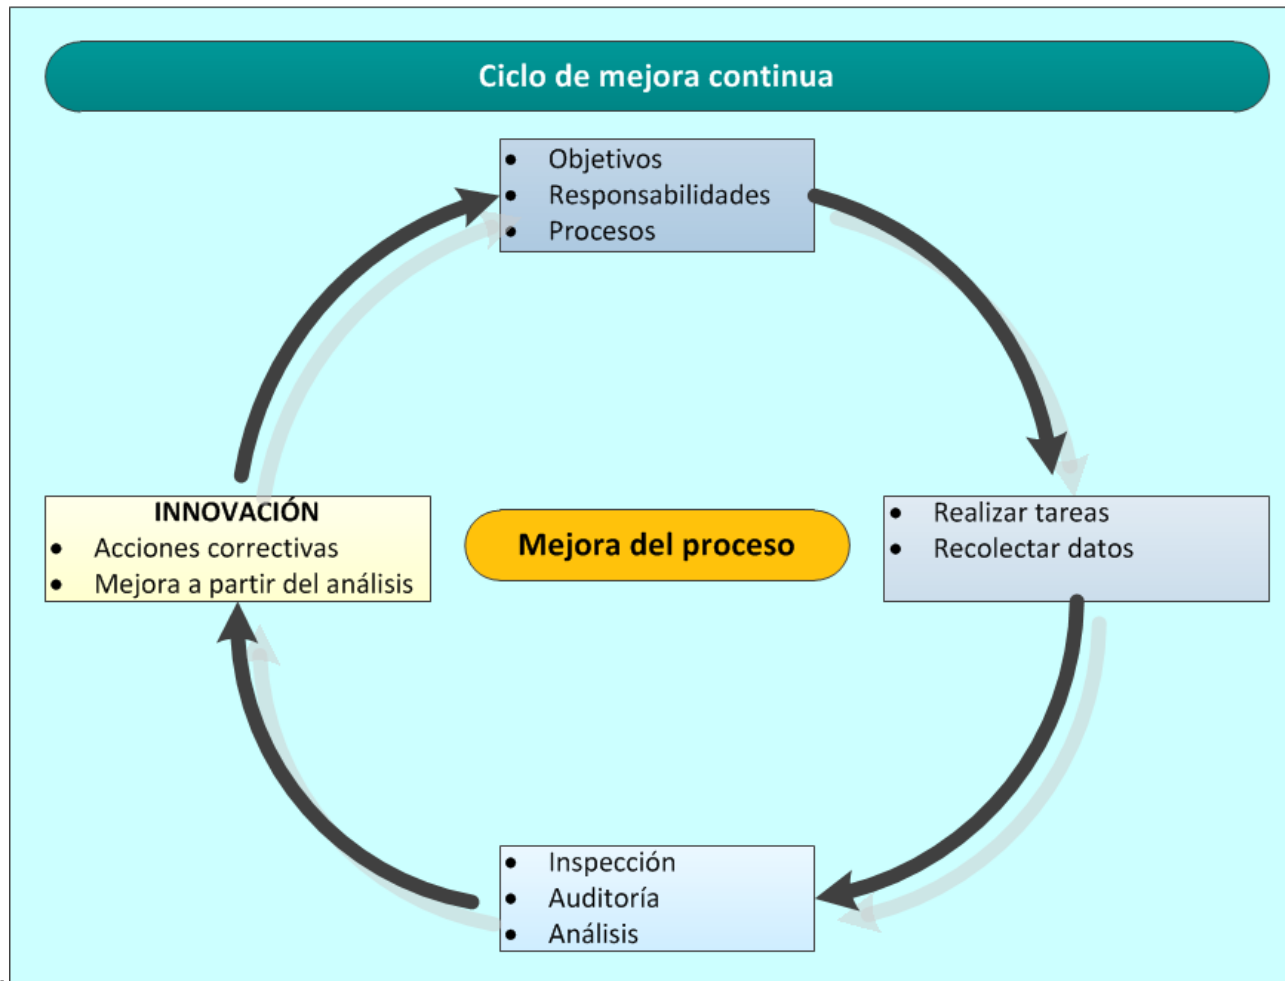 Ciclo de mejora continua
• Objetivos
• Responsabilidades
• Procesos
• Realizar tareas
• Recolectar datos
Mejora del proceso
INNOVACIÓN
• Acciones correctivas
• Mejora a partir del análisis
• Inspección
• Auditoría
• Análisis